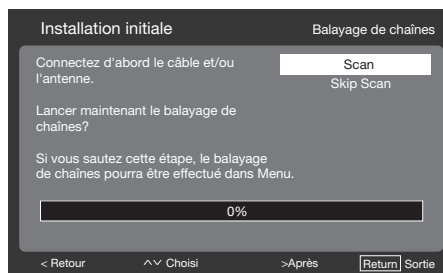 Installation initiale
Balayage de chaînes
Connectez d'abord le câble et/ou
l'antenne.
Scan
Skip Scan
Lancer maintenant le balayage de
chaînes?
Si vous sautez cette étape, le balayage
de chaînes pourra être effectué dans Menu.
0%
< Retour
^∨ Choisi
>Après
Return Sortie